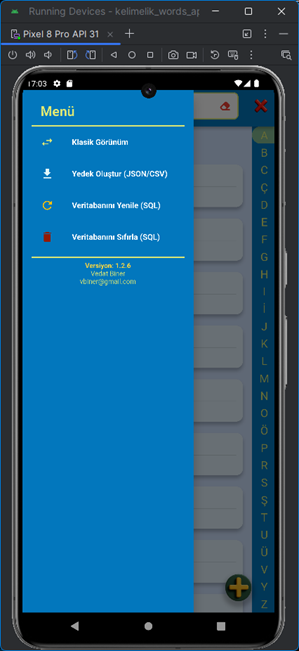 Running Devices - kelimelik_words_ap
Pixel 8 Pro API 31
17:03
Menü
Klasik Görünüm
Yedek Oluştur (JSON/CSV)
Veritabanını Yenile (SQL)
Veritabanını Sıfırla (SQL)
Versiyon: 1.2.6
Vedat Biner
vbiner@gmail.com
A
B
C
Ç
D
E
F
G
H
I
İ
J
K
L
M
N
O
Ö
P
R
S
Ş
T
U
Ü
V
Y
Z